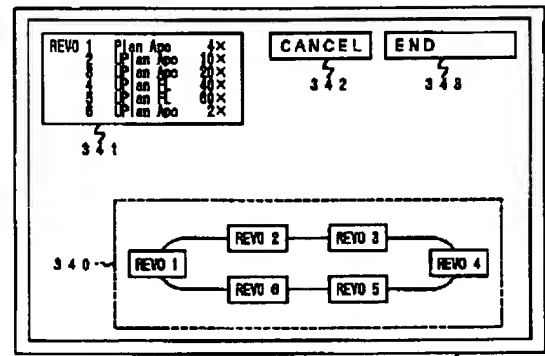 REVO 1 Plan Apo 4×
2 UPlan Apo 10×
3 UPlan Apo 20×
4 UPlan FL 40×
5 UPlan FL 60×
6 UPlan Apo 2×
341
CANCEL
342
END
343
340
REVO 1
REVO 2
REVO 3
REVO 4
REVO 6
REVO 5